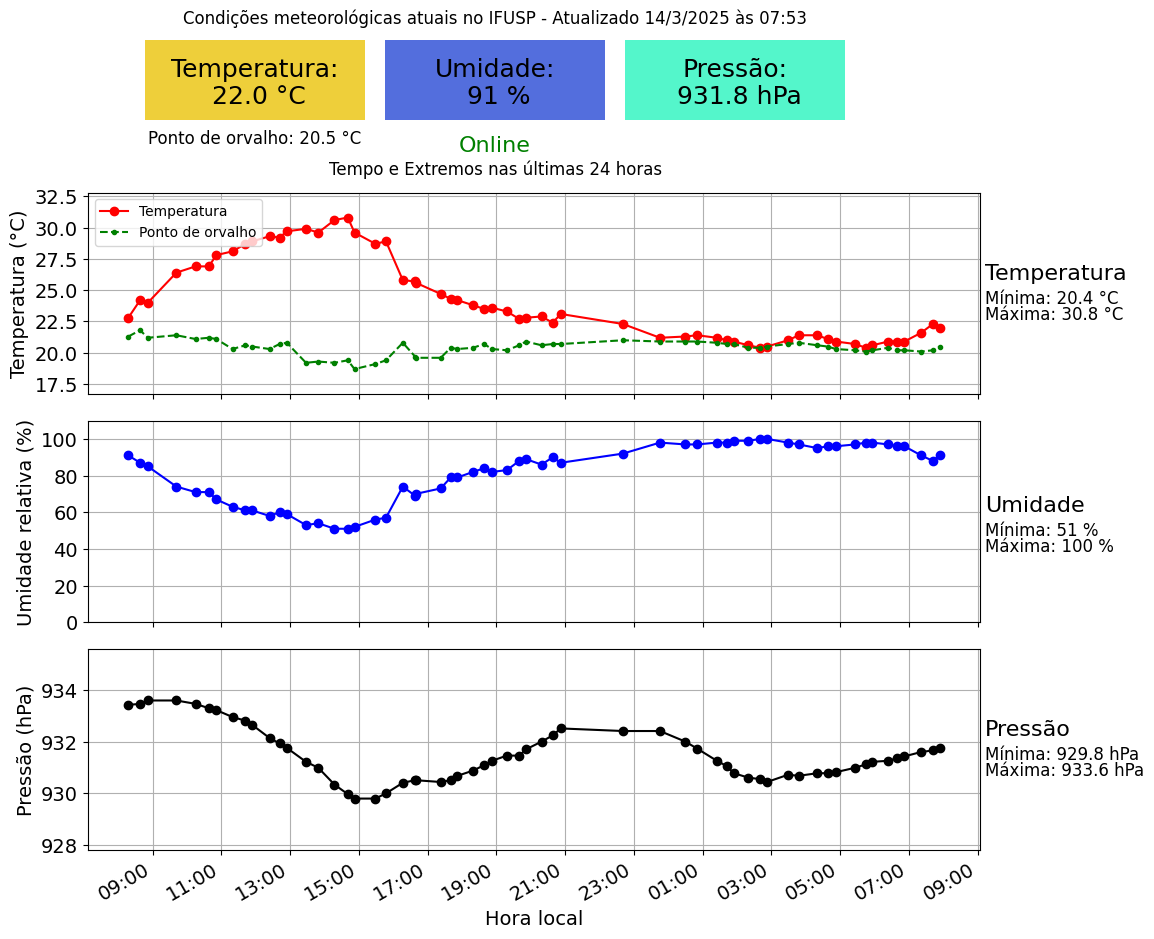 Condições meteorológicas atuais no IFUSP - Atualizado 14/3/2025 às 07:53
Temperatura:
22.0 °C
Umidade:
91 %
Pressão:
931.8 hPa
Ponto de orvalho: 20.5 °C
Online
Tempo e Extremos nas últimas 24 horas
Temperatura (°C)
32.5
30.0
27.5
25.0
22.5
20.0
17.5
Temperatura
Ponto de orvalho
Temperatura
Mínima: 20.4 °C
Máxima: 30.8 °C
Umidade relativa (%)
100
80
60
40
20
0
Umidade
Mínima: 51 %
Máxima: 100 %
Pressão (hPa)
934
932
930
928
Pressão
Mínima: 929.8 hPa
Máxima: 933.6 hPa
09:00
11:00
13:00
15:00
17:00
19:00
21:00
23:00
01:00
03:00
05:00
07:00
09:00
Hora local